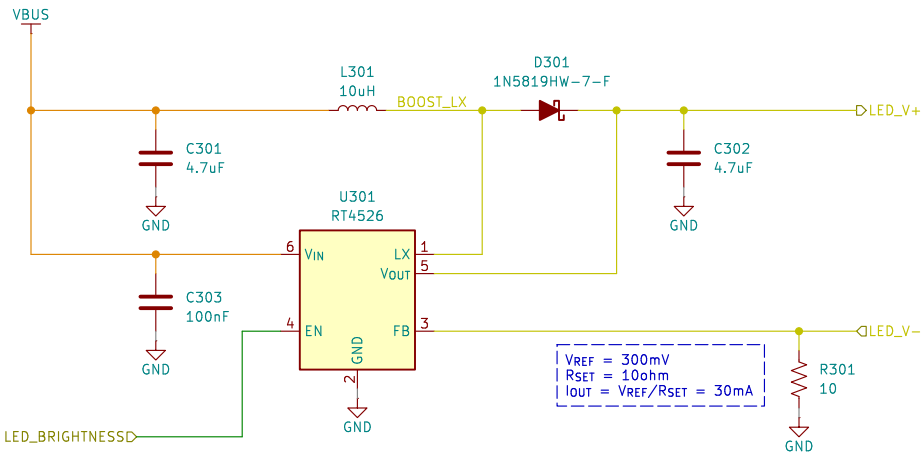 VBUS
D301
1N5819HW-7-F
L301
10uH
BOOST_LX
LED_V+
C301
4.7uF
GND
C302
4.7uF
GND
U301
RT4526
6 VIN
LX 1
VOUT 5
C303
100nF
GND
4 EN
FB 3
GND
2
GND
LED_V-
VREF = 300mV
RSET = 10ohm
IOUT = VREF/RSET = 30mA
R301
10
GND
LED_BRIGHTNESS